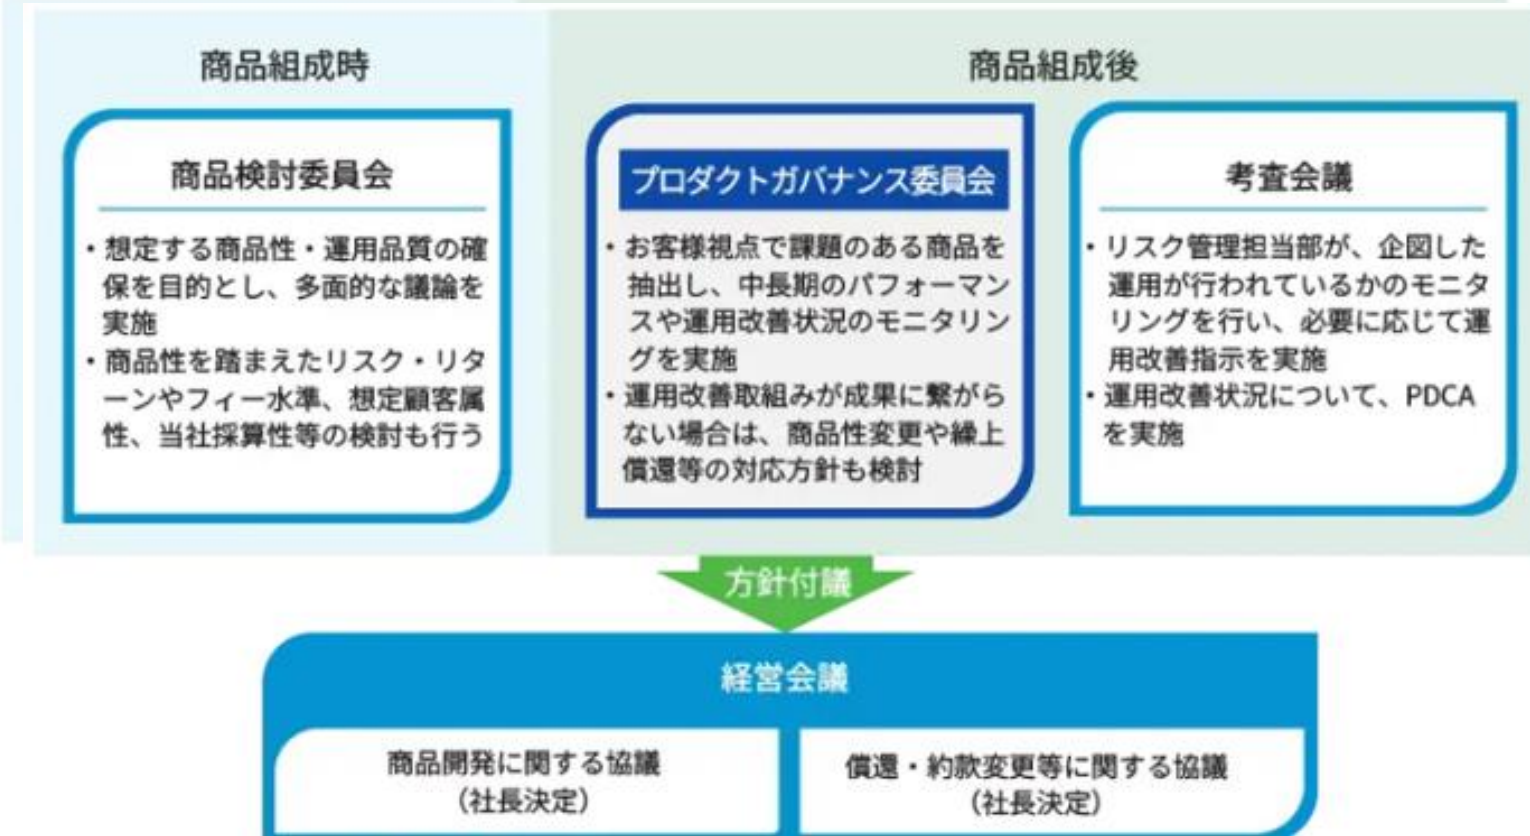 商品組成時
商品検討委員会
・想定する商品性・運用品質の確
保を目的とし、多面的な議論を
実施
・商品性を踏まえたリスク・リタ
ーンやフィー水準、想定顧客属
性、当社採算性等の検討も行う
商品組成後
プロダクトガバナンス委員会
・お客様視点で課題のある商品を
抽出し、中長期のパフォーマン
スや運用改善状況のモニタリン
グを実施
・運用改善取組みが成果に繋がら
ない場合は、商品性変更や繰上
償還等の対応方針も検討
考査会議
・リスク管理担当部が、企図した
運用が行われているかのモニタ
リングを行い、必要に応じて運
用改善指示を実施
・運用改善状況について、PDCA
を実施
方針付議
経営会議
商品開発に関する協議
（社長決定）
償還・約款変更等に関する協議
（社長決定）